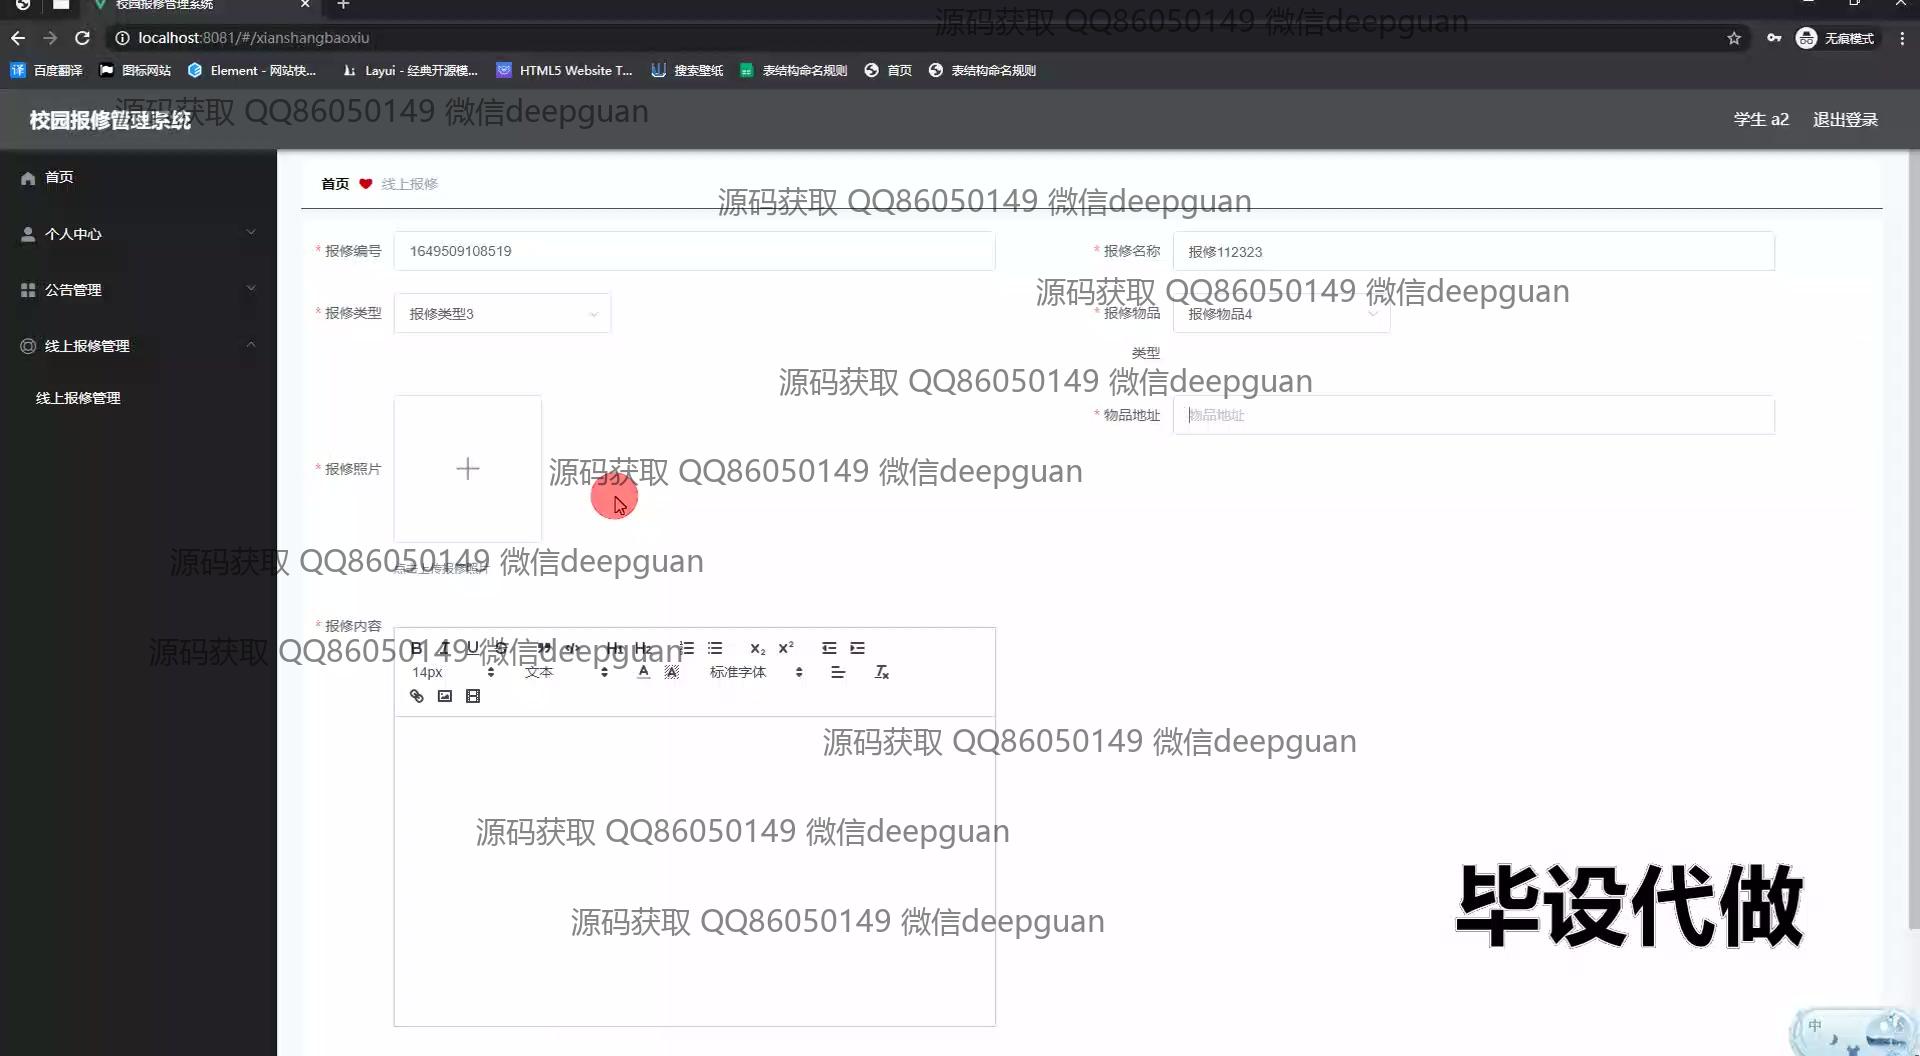 校园报修管理系统
localhost:8081/#/xianshangbaoxiu
无痕模式
源码获取 QQ86050149 微信deepguan
百度翻译
图标网站
Element - 网站快...
Layui - 经典开源模...
HTML5 Website T...
搜索壁纸
表结构命名规则
首页
表结构命名规则
源码获取 QQ86050149 微信deepguan
校园报修管理系统
学生 a2
退出登录
首页
个人中心
公告管理
线上报修管理
线上报修管理
首页 线上报修
源码获取 QQ86050149 微信deepguan
* 报修编号 1649509108519
* 报修名称 报修112323
源码获取 QQ86050149 微信deepguan
* 报修类型 报修类型3
* 报修物品类型 报修物品4
源码获取 QQ86050149 微信deepguan
* 物品地址 物品地址
* 报修照片
源码获取 QQ86050149 微信deepguan
源码获取 QQ86050149 微信deepguan
点击上传报修照片
* 报修内容
源码获取 QQ86050149 微信deepguan
14px 文本 标准字体
源码获取 QQ86050149 微信deepguan
源码获取 QQ86050149 微信deepguan
源码获取 QQ86050149 微信deepguan
毕设代做
中